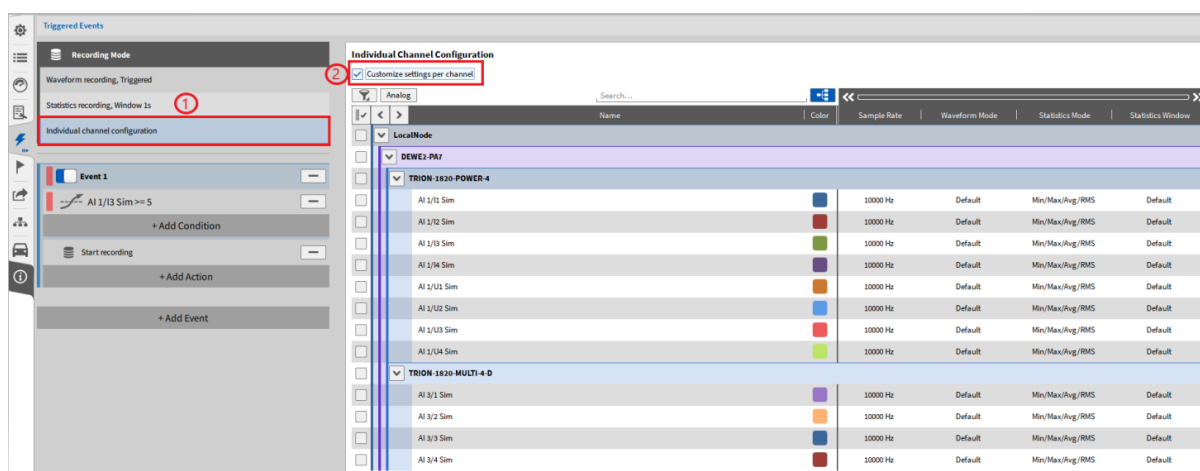 Triggered Events
Recording Mode
Waveform recording, Triggered
Statistics recording, Window 1s
1
Individual channel configuration
Event 1
AI 1/I3 Sim >= 5
+ Add Condition
Start recording
+ Add Action
+ Add Event
Individual Channel Configuration
2 Customize settings per channel
Analog Search...
Name Color Sample Rate Waveform Mode Statistics Mode Statistics Window
LocalNode
DEWE2-PA7
TRION-1820-POWER-4
AI 1/I1 Sim 10000 Hz Default Min/Max/Avg/RMS Default
AI 1/I2 Sim 10000 Hz Default Min/Max/Avg/RMS Default
AI 1/I3 Sim 10000 Hz Default Min/Max/Avg/RMS Default
AI 1/I4 Sim 10000 Hz Default Min/Max/Avg/RMS Default
AI 1/U1 Sim 10000 Hz Default Min/Max/Avg/RMS Default
AI 1/U2 Sim 10000 Hz Default Min/Max/Avg/RMS Default
AI 1/U3 Sim 10000 Hz Default Min/Max/Avg/RMS Default
AI 1/U4 Sim 10000 Hz Default Min/Max/Avg/RMS Default
TRION-1820-MULTI-4-D
AI 3/1 Sim 10000 Hz Default Min/Max/Avg/RMS Default
AI 3/2 Sim 10000 Hz Default Min/Max/Avg/RMS Default
AI 3/3 Sim 10000 Hz Default Min/Max/Avg/RMS Default
AI 3/4 Sim 10000 Hz Default Min/Max/Avg/RMS Default